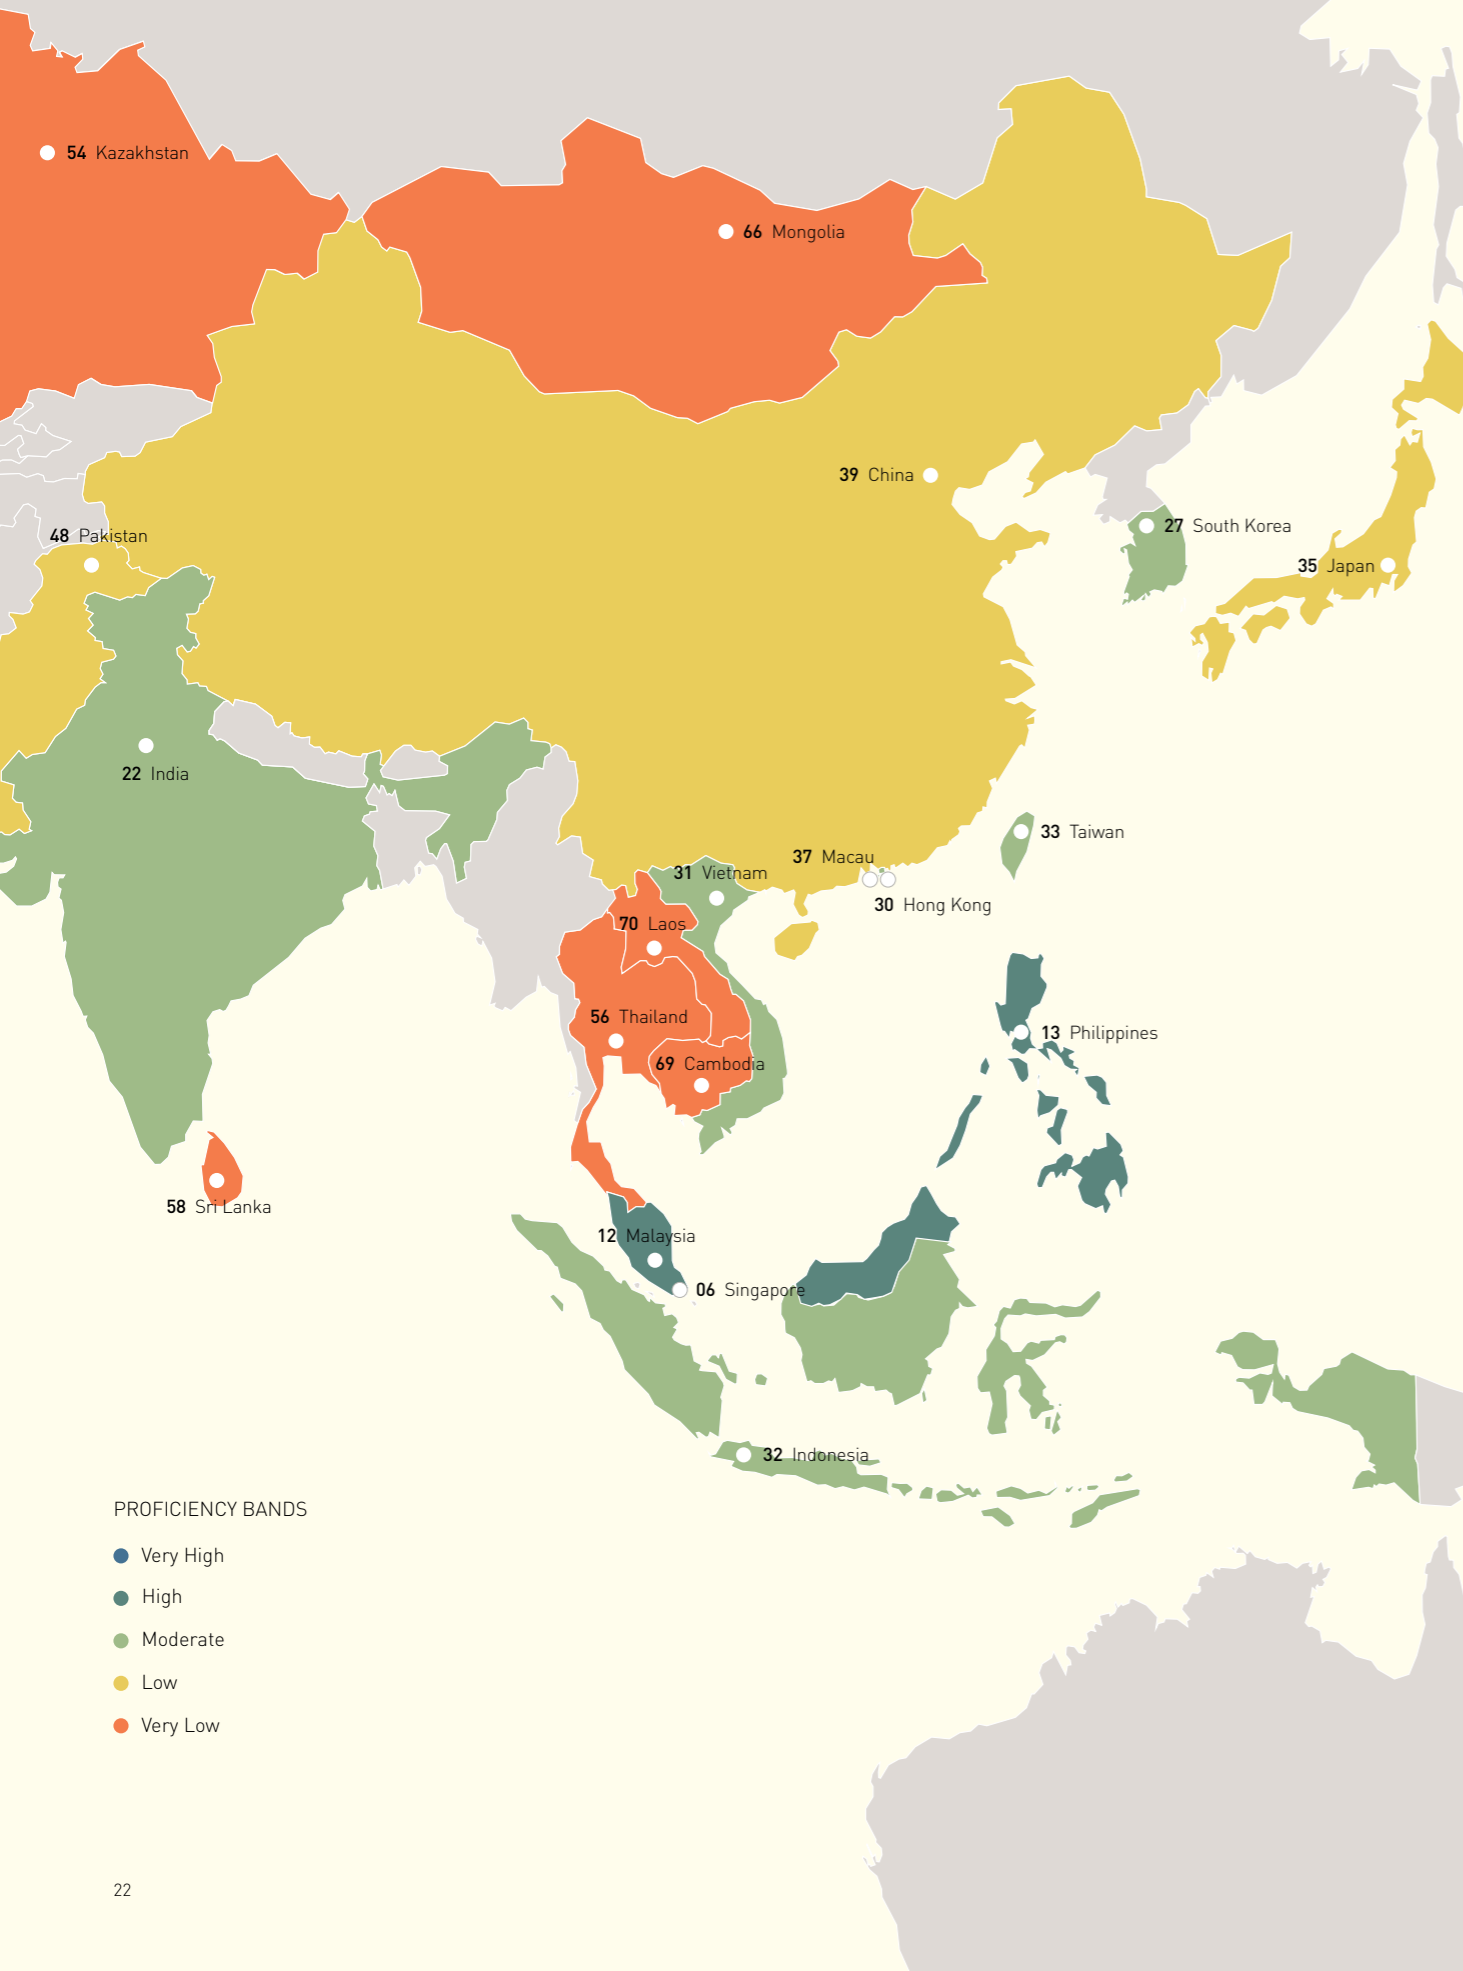 54 Kazakhstan
66 Mongolia
39 China
27 South Korea
48 Pakistan
35 Japan
22 India
33 Taiwan
37 Macau
31 Vietnam
30 Hong Kong
70 Laos
56 Thailand
13 Philippines
69 Cambodia
58 Sri Lanka
12 Malaysia
06 Singapore
32 Indonesia
PROFICIENCY BANDS
Very High
High
Moderate
Low
Very Low
22